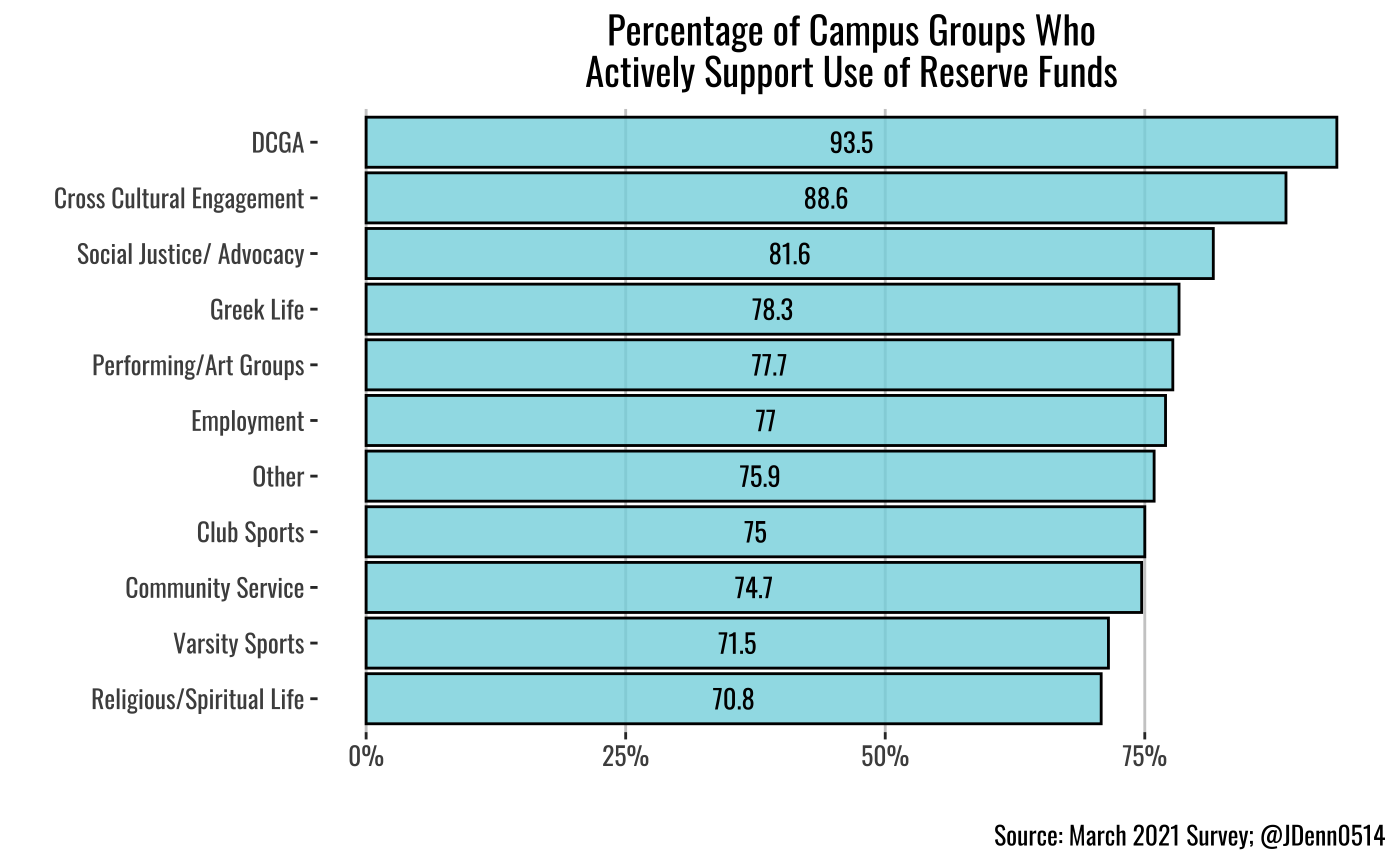 Percentage of Campus Groups Who
Actively Support Use of Reserve Funds
DCGA
93.5
Cross Cultural Engagement
88.6
Social Justice/ Advocacy
81.6
Greek Life
78.3
Performing/Art Groups
77.7
Employment
77
Other
75.9
Club Sports
75
Community Service
74.7
Varsity Sports
71.5
Religious/Spiritual Life
70.8
0% 25% 50% 75%
Source: March 2021 Survey; @JDenn0514